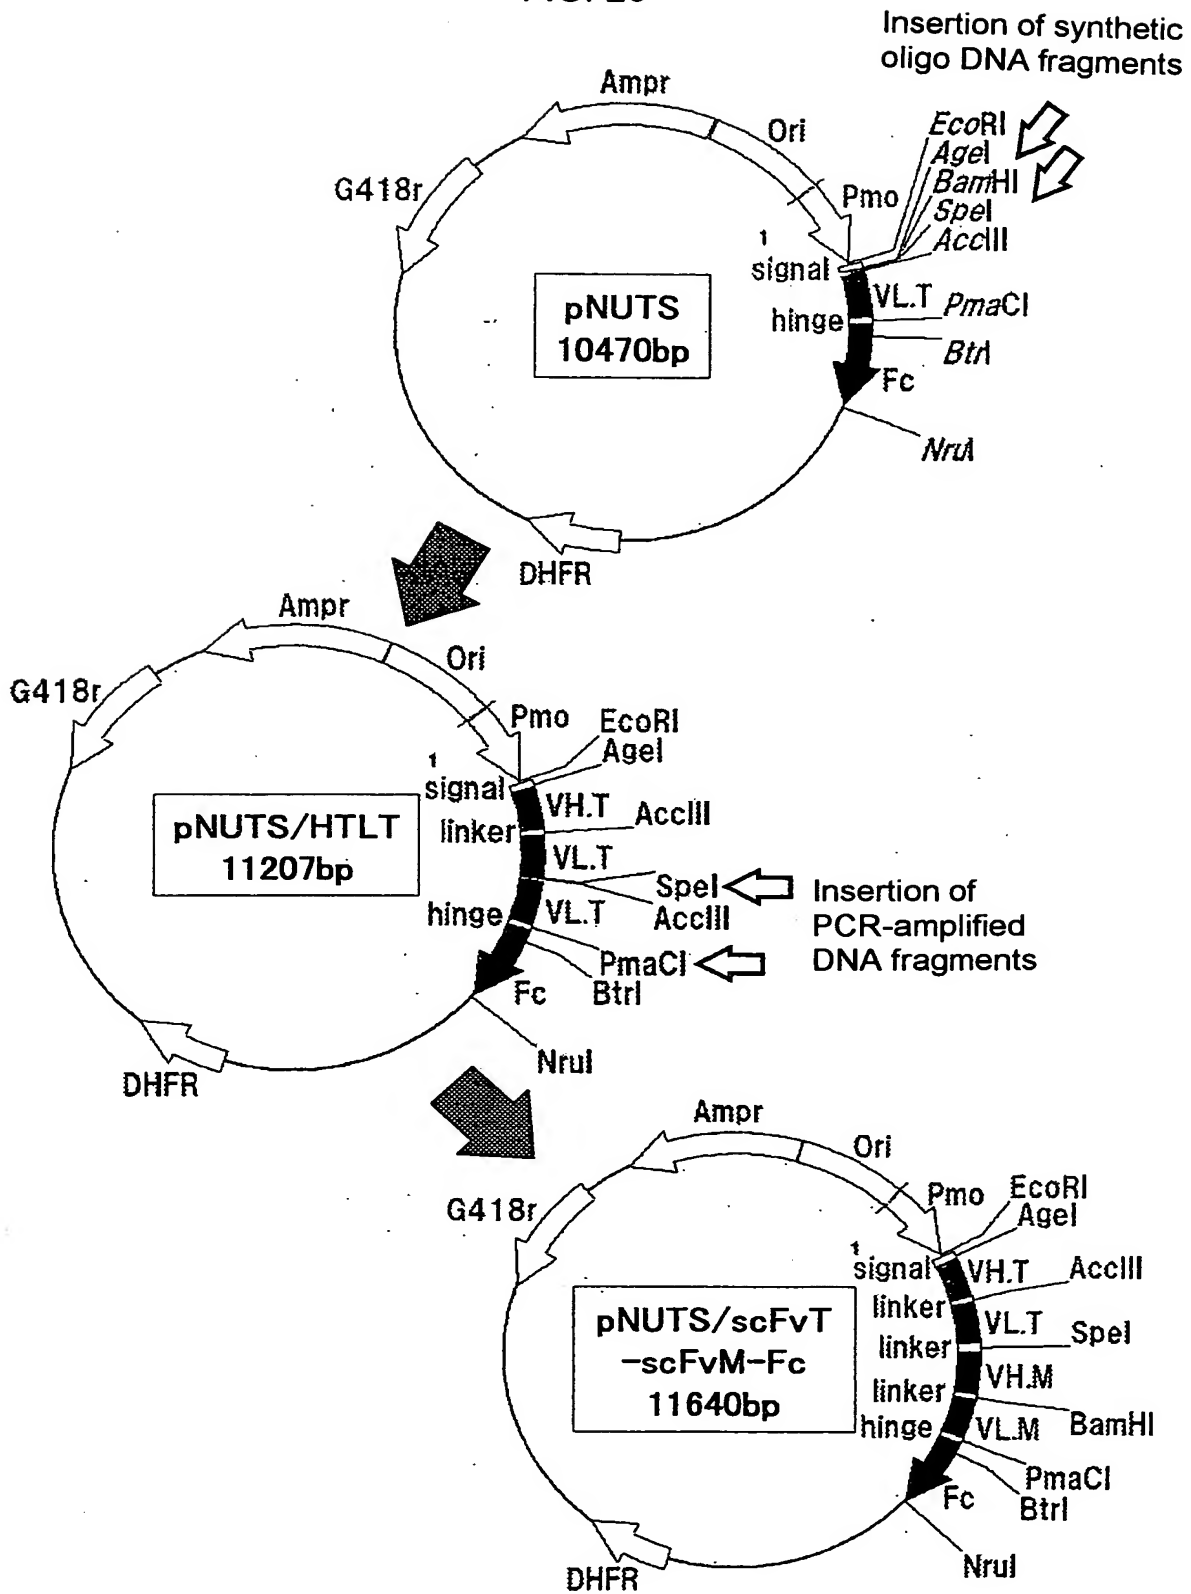 Insertion of synthetic
oligo DNA fragments
Ampr
Ori
EcoRI
AgeI
BamHI
SpeI
AccIII
G418r
Pmo
1
signal
VL.T
PmaCI
hinge
BtrI
Fc
NruI
pNUTS
10470bp
DHFR
Ampr
Ori
G418r
Pmo
EcoRI
AgeI
1
signal
VH.T
AccIII
linker
VL.T
SpeI
AccIII
hinge
VL.T
PmaCI
BtrI
Fc
NruI
pNUTS/HTLT
11207bp
Insertion of
PCR-amplified
DNA fragments
DHFR
Ampr
Ori
G418r
Pmo
EcoRI
AgeI
1
signal
VH.T
AccIII
linker
VL.T
SpeI
linker
VH.M
linker
BamHI
hinge
VL.M
PmaCI
BtrI
Fc
NruI
pNUTS/scFvT
-scFvM-Fc
11640bp
DHFR